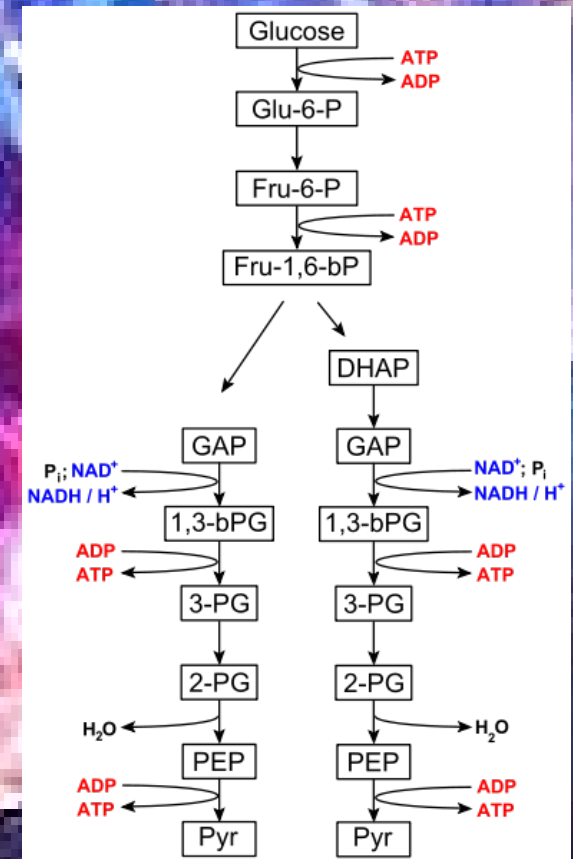 Glucose
ATP
ADP
Glu-6-P
Fru-6-P
ATP
ADP
Fru-1,6-bP
DHAP
GAP
GAP
Pi; NAD+
NADH / H+
NAD+; Pi
NADH / H+
1,3-bPG
1,3-bPG
ADP
ATP
ADP
ATP
3-PG
3-PG
2-PG
2-PG
H2O
H2O
PEP
PEP
ADP
ATP
ADP
ATP
Pyr
Pyr